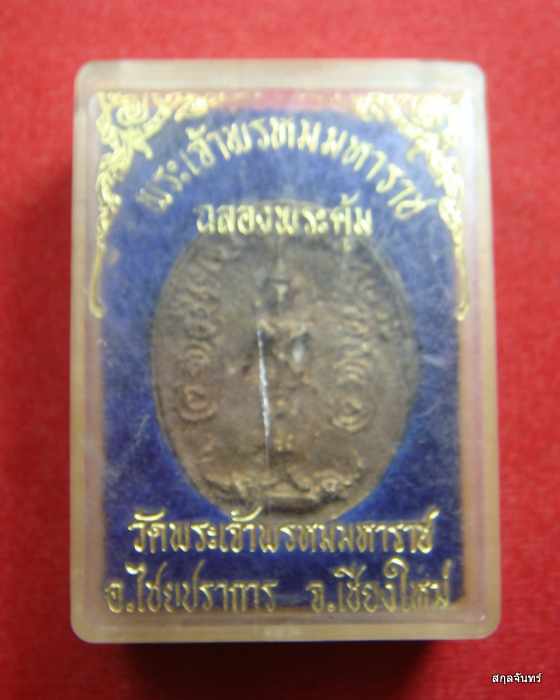 พระเจ้าพรหมมหาราช
ฉลองพระคุ้ม
วัดพระเจ้าพรหมมหาราช
อ.ไชยปราการ จ.เชียงใหม่
สกุลจันทร์